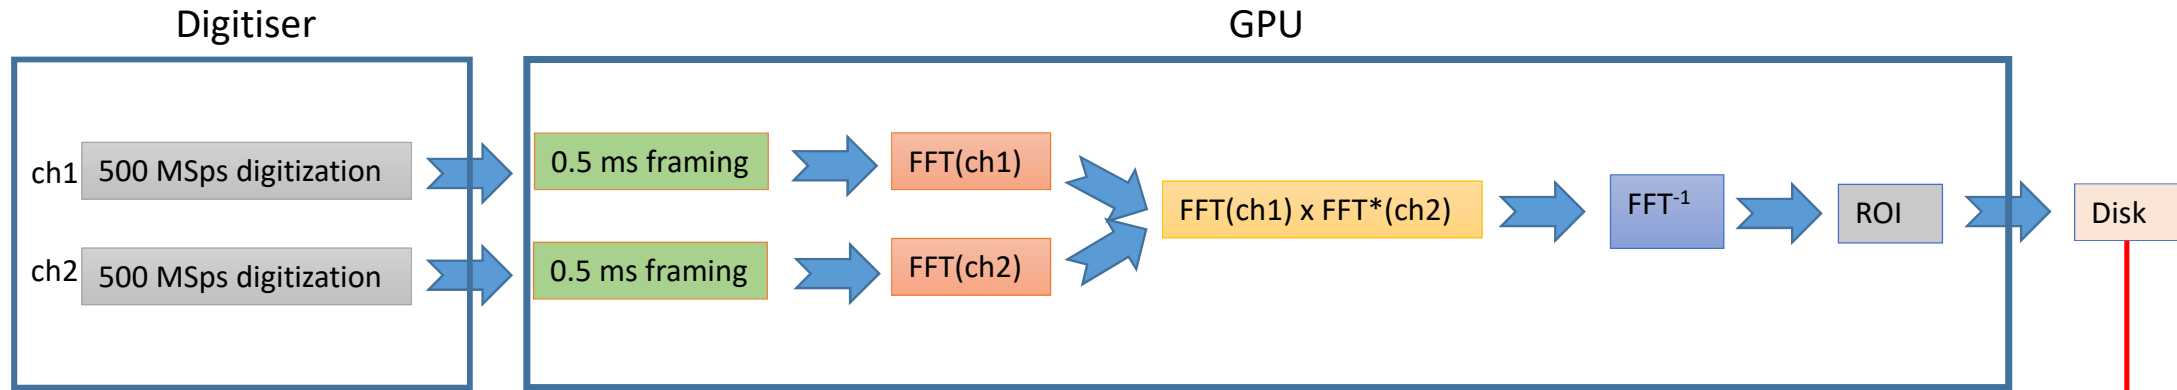 Digitiser
GPU
ch1
500 MSps digitization
0.5 ms framing
FFT(ch1)
ch2
500 MSps digitization
0.5 ms framing
FFT(ch2)
FFT(ch1) x FFT*(ch2)
FFT⁻¹
ROI
Disk